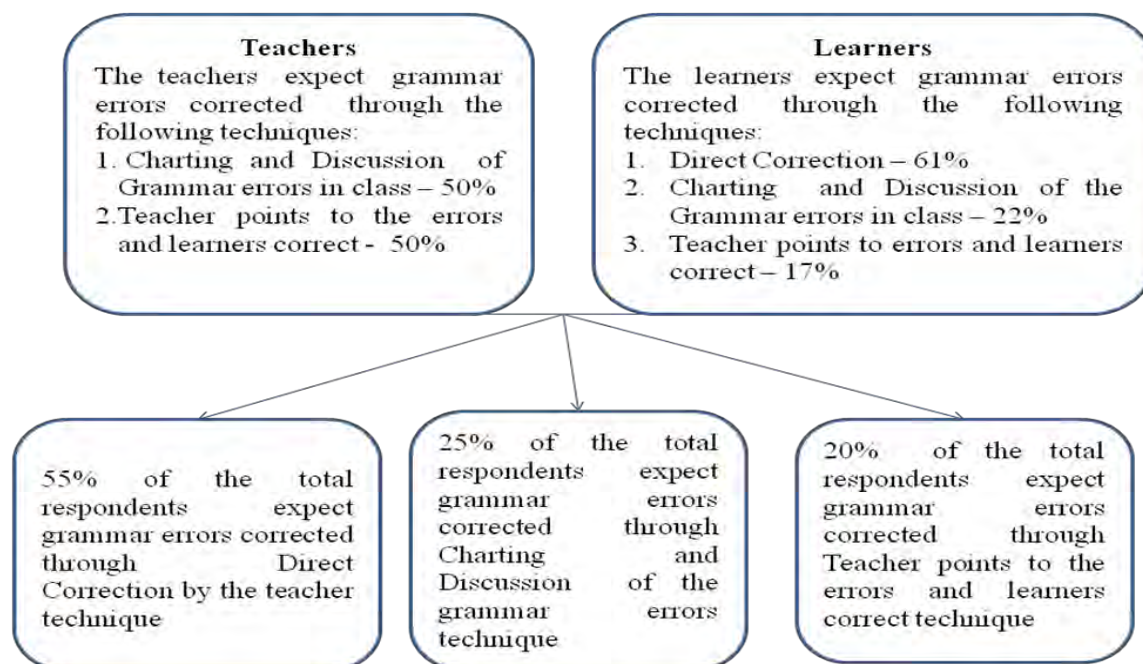 Teachers
The teachers expect grammar
errors corrected through the
following techniques:
1. Charting and Discussion of
Grammar errors in class – 50%
2.Teacher points to the errors
and learners correct - 50%
Learners
The learners expect grammar errors
corrected through the following
techniques:
1. Direct Correction – 61%
2. Charting and Discussion of the
Grammar errors in class – 22%
3. Teacher points to errors and learners
correct – 17%
55% of the total
respondents expect
grammar errors corrected
through Direct
Correction by the teacher
technique
25% of the total
respondents expect
grammar errors
corrected through
Charting and
Discussion of the
grammar errors
technique
20% of the total
respondents expect
grammar errors
corrected through
Teacher points to the
errors and learners
correct technique